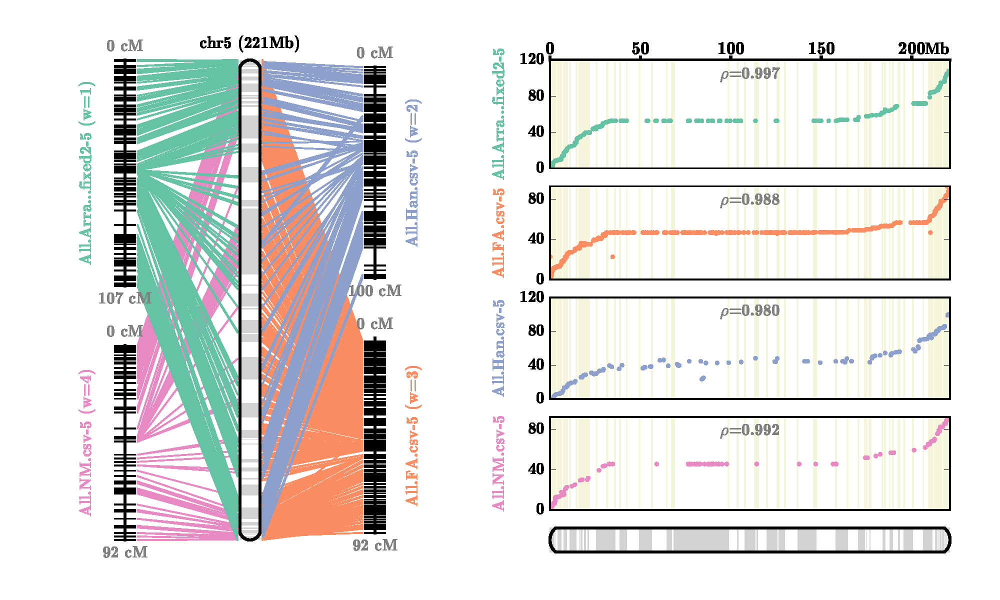 chr5 (221Mb)
0 cM
All.Arra..fixed2-5 (w=1)
107 cM
0 cM
All.NM.csv-5 (w=4)
92 cM
0 cM
All.Han.csv-5 (w=2)
100 cM
0 cM
All.FA.csv-5 (w=3)
92 cM
0 50 100 150 200Mb
All.Arra..fixed2-5
120
80
40
0
ρ=0.997
All.FA.csv-5
80
40
0
ρ=0.988
All.Han.csv-5
120
80
40
0
ρ=0.980
All.NM.csv-5
80
40
0
ρ=0.992